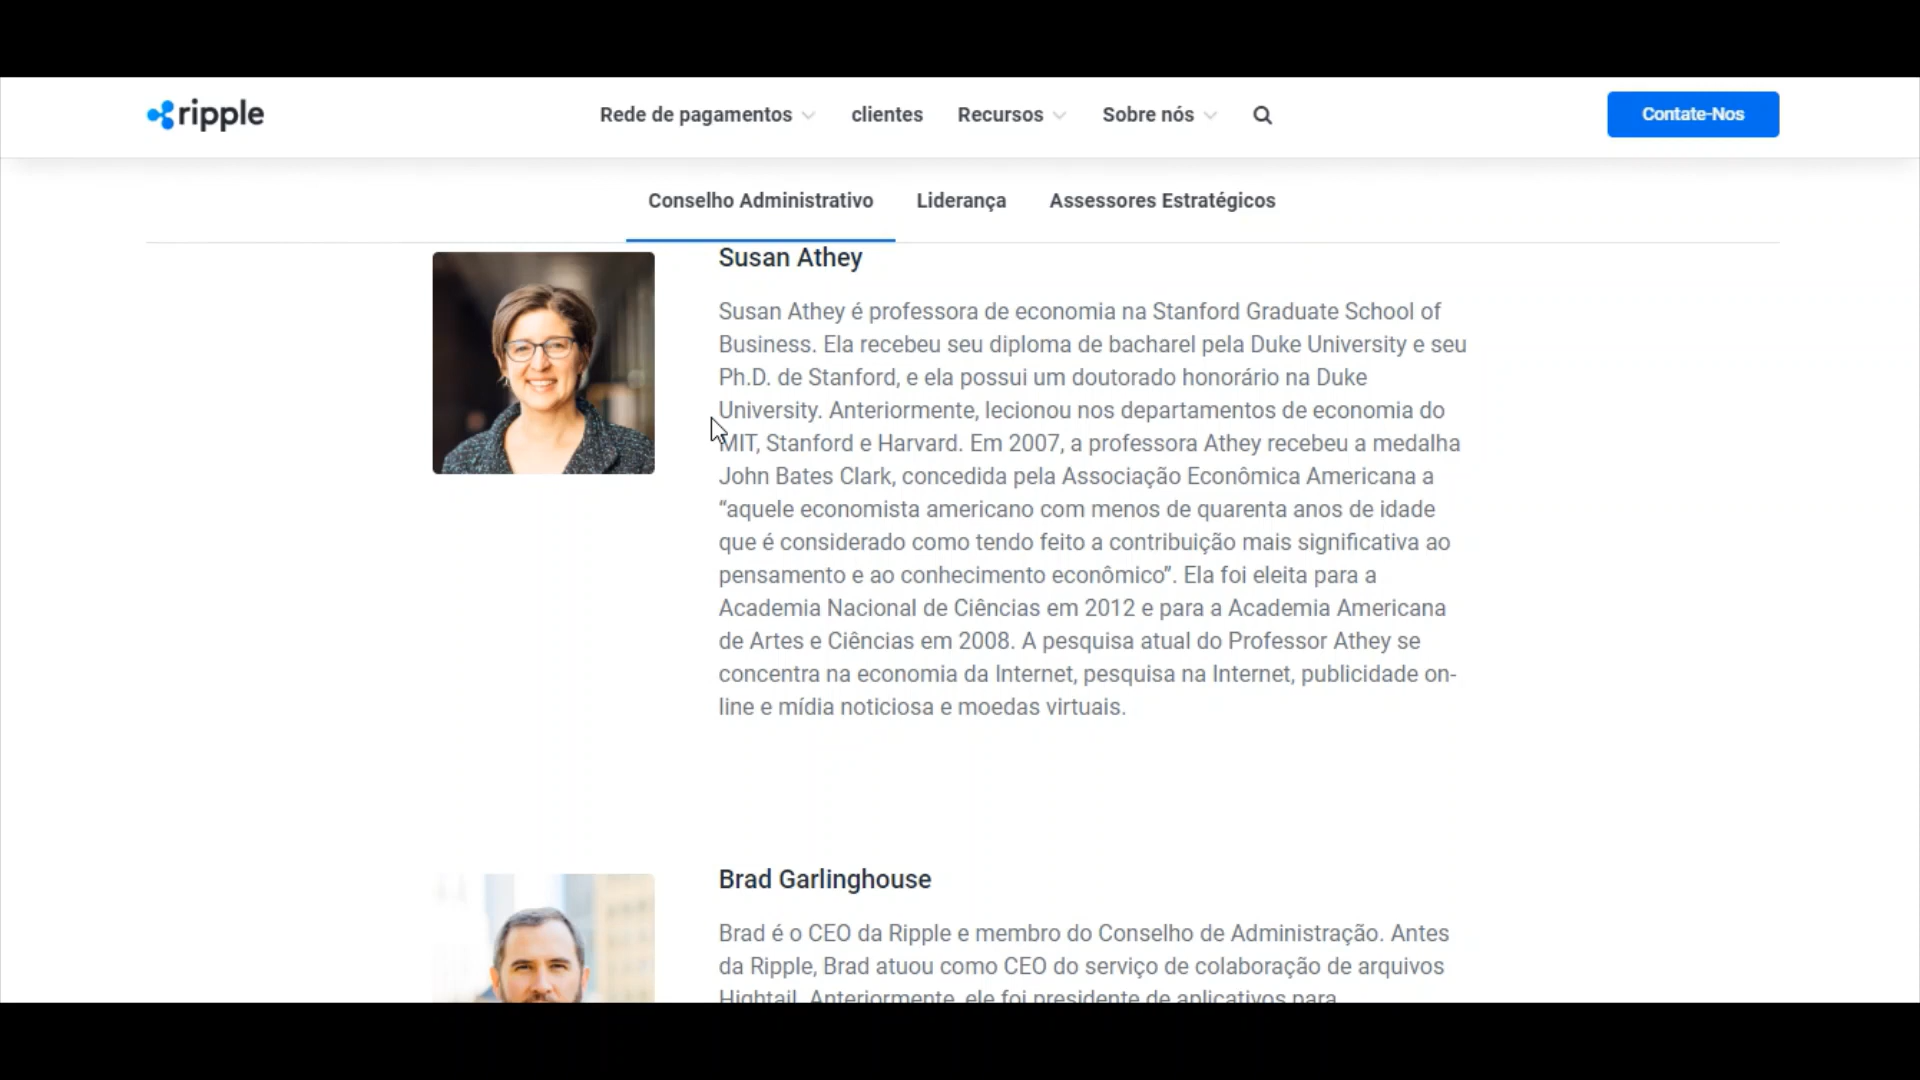 ripple
Rede de pagamentos
clientes
Recursos
Sobre nós
Contate-Nos
Conselho Administrativo
Liderança
Assessores Estratégicos
Susan Athey
Susan Athey é professora de economia na Stanford Graduate School of
Business. Ela recebeu seu diploma de bacharel pela Duke University e seu
Ph.D. de Stanford, e ela possui um doutorado honorário na Duke
University. Anteriormente, lecionou nos departamentos de economia do
MIT, Stanford e Harvard. Em 2007, a professora Athey recebeu a medalha
John Bates Clark, concedida pela Associação Econômica Americana a
“aquele economista americano com menos de quarenta anos de idade
que é considerado como tendo feito a contribuição mais significativa ao
pensamento e ao conhecimento econômico”. Ela foi eleita para a
Academia Nacional de Ciências em 2012 e para a Academia Americana
de Artes e Ciências em 2008. A pesquisa atual do Professor Athey se
concentra na economia da Internet, pesquisa na Internet, publicidade on-
line e mídia noticiosa e moedas virtuais.
Brad Garlinghouse
Brad é o CEO da Ripple e membro do Conselho de Administração. Antes
da Ripple, Brad atuou como CEO do serviço de colaboração de arquivos
Hightail. Anteriormente, ele foi presidente de aplicativos para